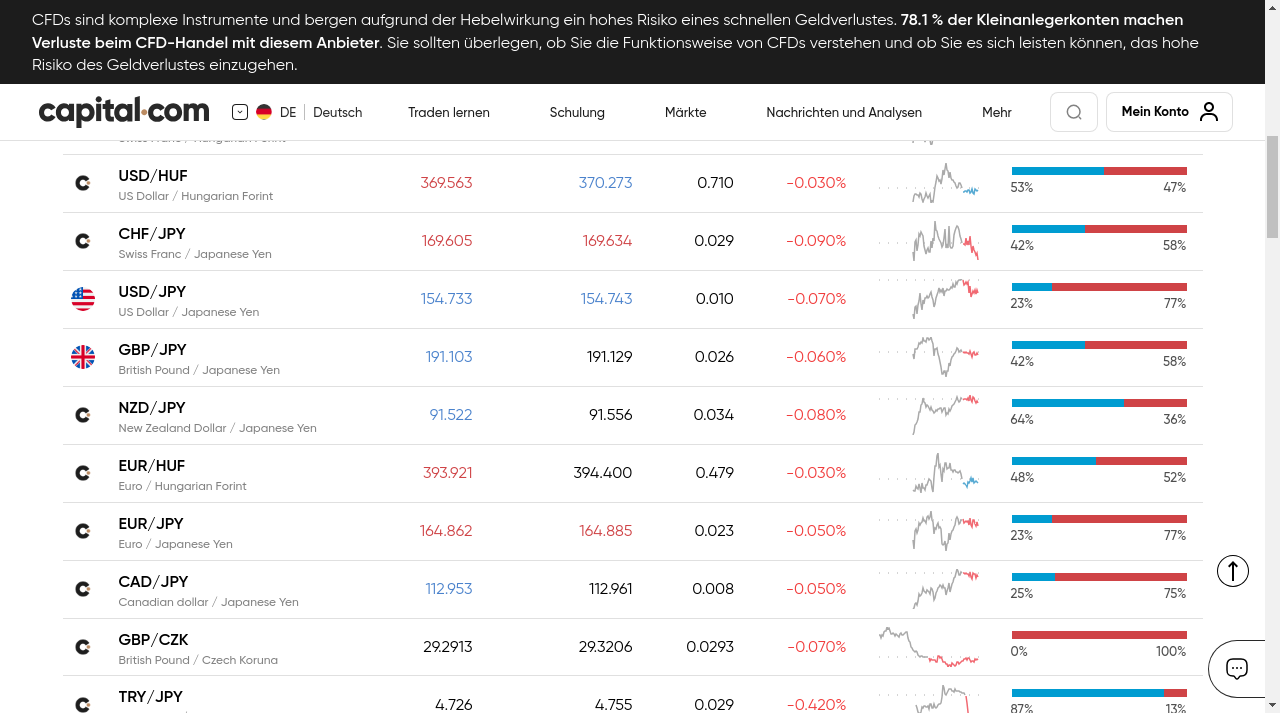 CFDs sind komplexe Instrumente und bergen aufgrund der Hebelwirkung ein hohes Risiko eines schnellen Geldverlustes. 78.1 % der Kleinanlegerkonten machen
Verluste beim CFD-Handel mit diesem Anbieter. Sie sollten überlegen, ob Sie die Funktionsweise von CFDs verstehen und ob Sie es sich leisten können, das hohe
Risiko des Geldverlustes einzugehen.
capital.com DE Deutsch Traden lernen Schulung Märkte Nachrichten und Analysen Mehr Mein Konto
USD/HUF 369.563 370.273 0.710 -0.030%
US Dollar / Hungarian Forint 53% 47%
CHF/JPY 169.605 169.634 0.029 -0.090%
Swiss Franc / Japanese Yen 42% 58%
USD/JPY 154.733 154.743 0.010 -0.070%
US Dollar / Japanese Yen 23% 77%
GBP/JPY 191.103 191.129 0.026 -0.060%
British Pound / Japanese Yen 42% 58%
NZD/JPY 91.522 91.556 0.034 -0.080%
New Zealand Dollar / Japanese Yen 64% 36%
EUR/HUF 393.921 394.400 0.479 -0.030%
Euro / Hungarian Forint 48% 52%
EUR/JPY 164.862 164.885 0.023 -0.050%
Euro / Japanese Yen 23% 77%
CAD/JPY 112.953 112.961 0.008 -0.050%
Canadian dollar / Japanese Yen 25% 75%
GBP/CZK 29.2913 29.3206 0.0293 -0.070%
British Pound / Czech Koruna 0% 100%
TRY/JPY 4.726 4.755 0.029 -0.420%
87% 13%